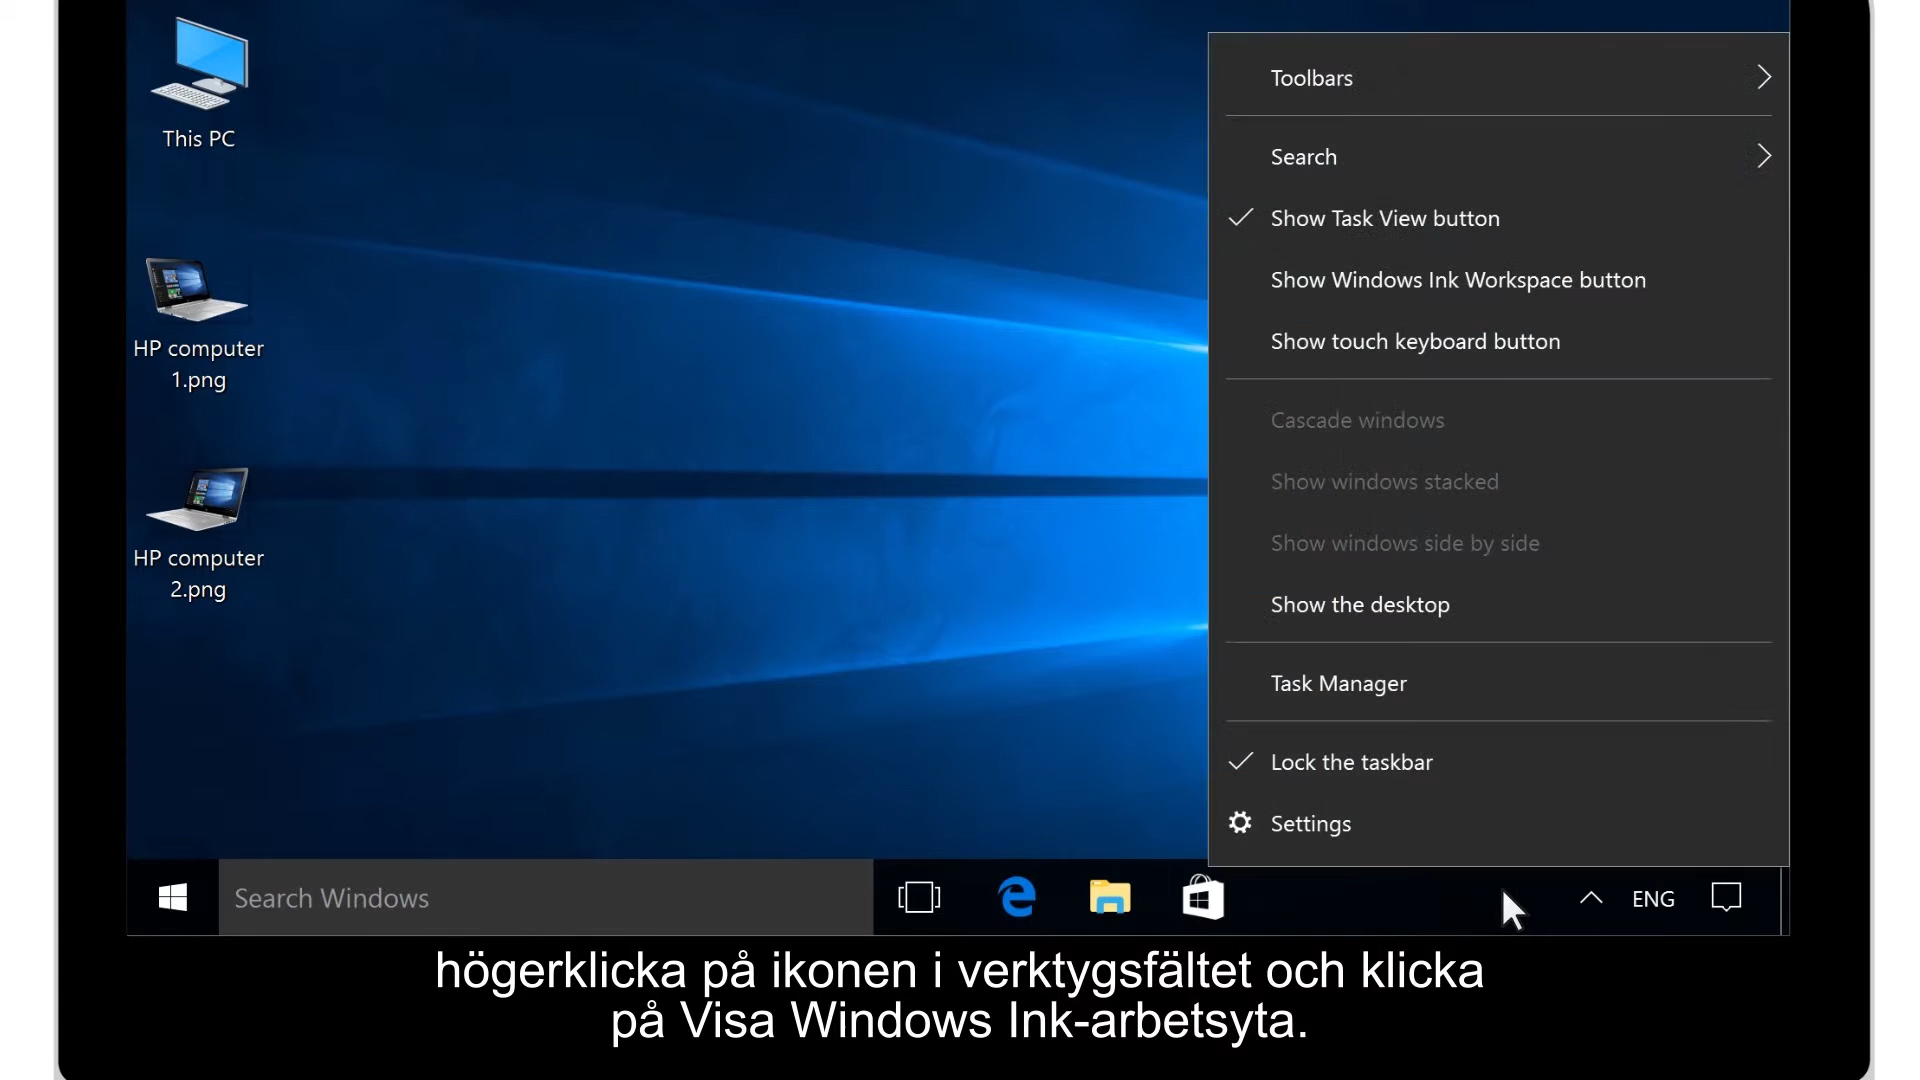 This PC
HP computer
1.png
HP computer
2.png
Toolbars
Search
Show Task View button
Show Windows Ink Workspace button
Show touch keyboard button
Cascade windows
Show windows stacked
Show windows side by side
Show the desktop
Task Manager
Lock the taskbar
Settings
Search Windows
ENG
högerklicka på ikonen i verktygsfältet och klicka
på Visa Windows Ink-arbetsyta.